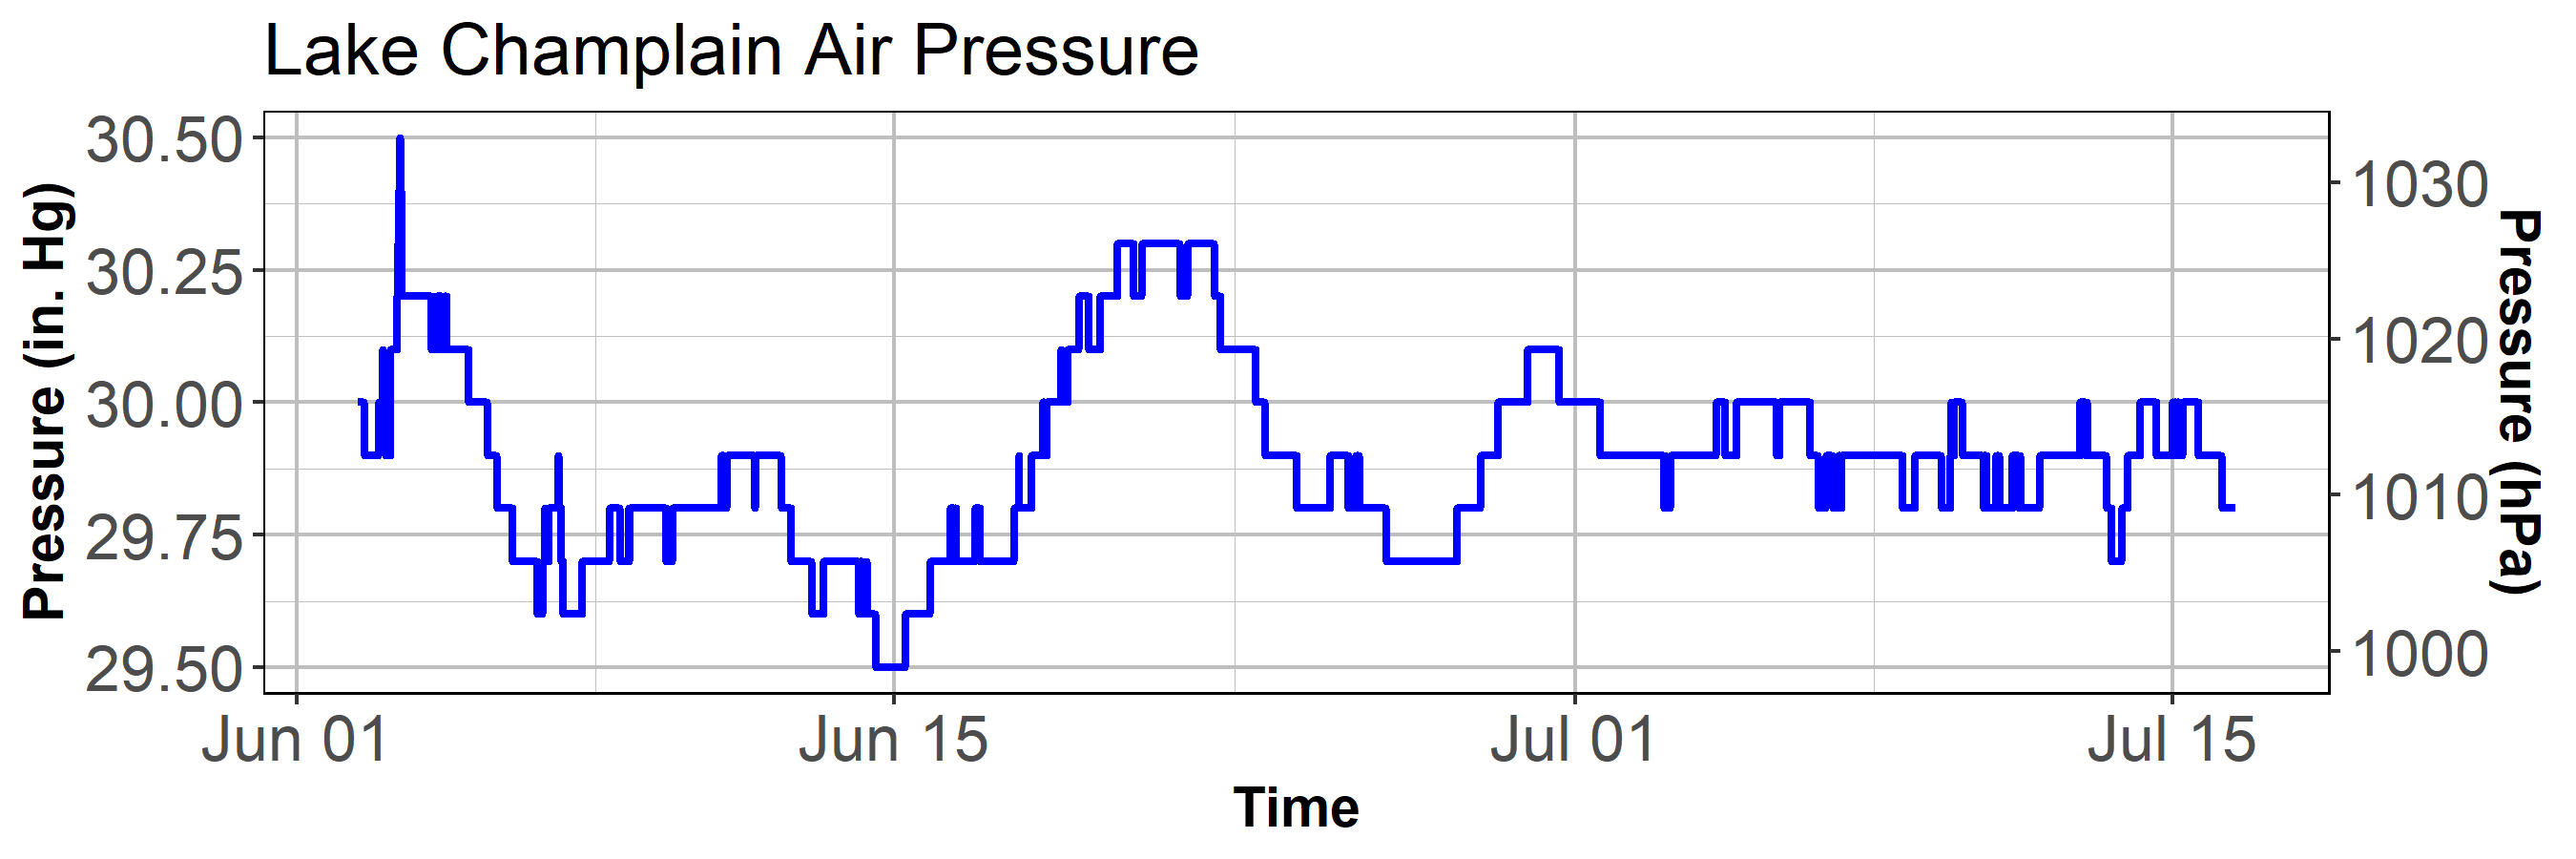 Lake Champlain Air Pressure
Pressure (in. Hg)
30.50
30.25
30.00
29.75
29.50
1030
1020
1010
1000
Pressure (hPa)
Jun 01 Jun 15 Jul 01 Jul 15
Time